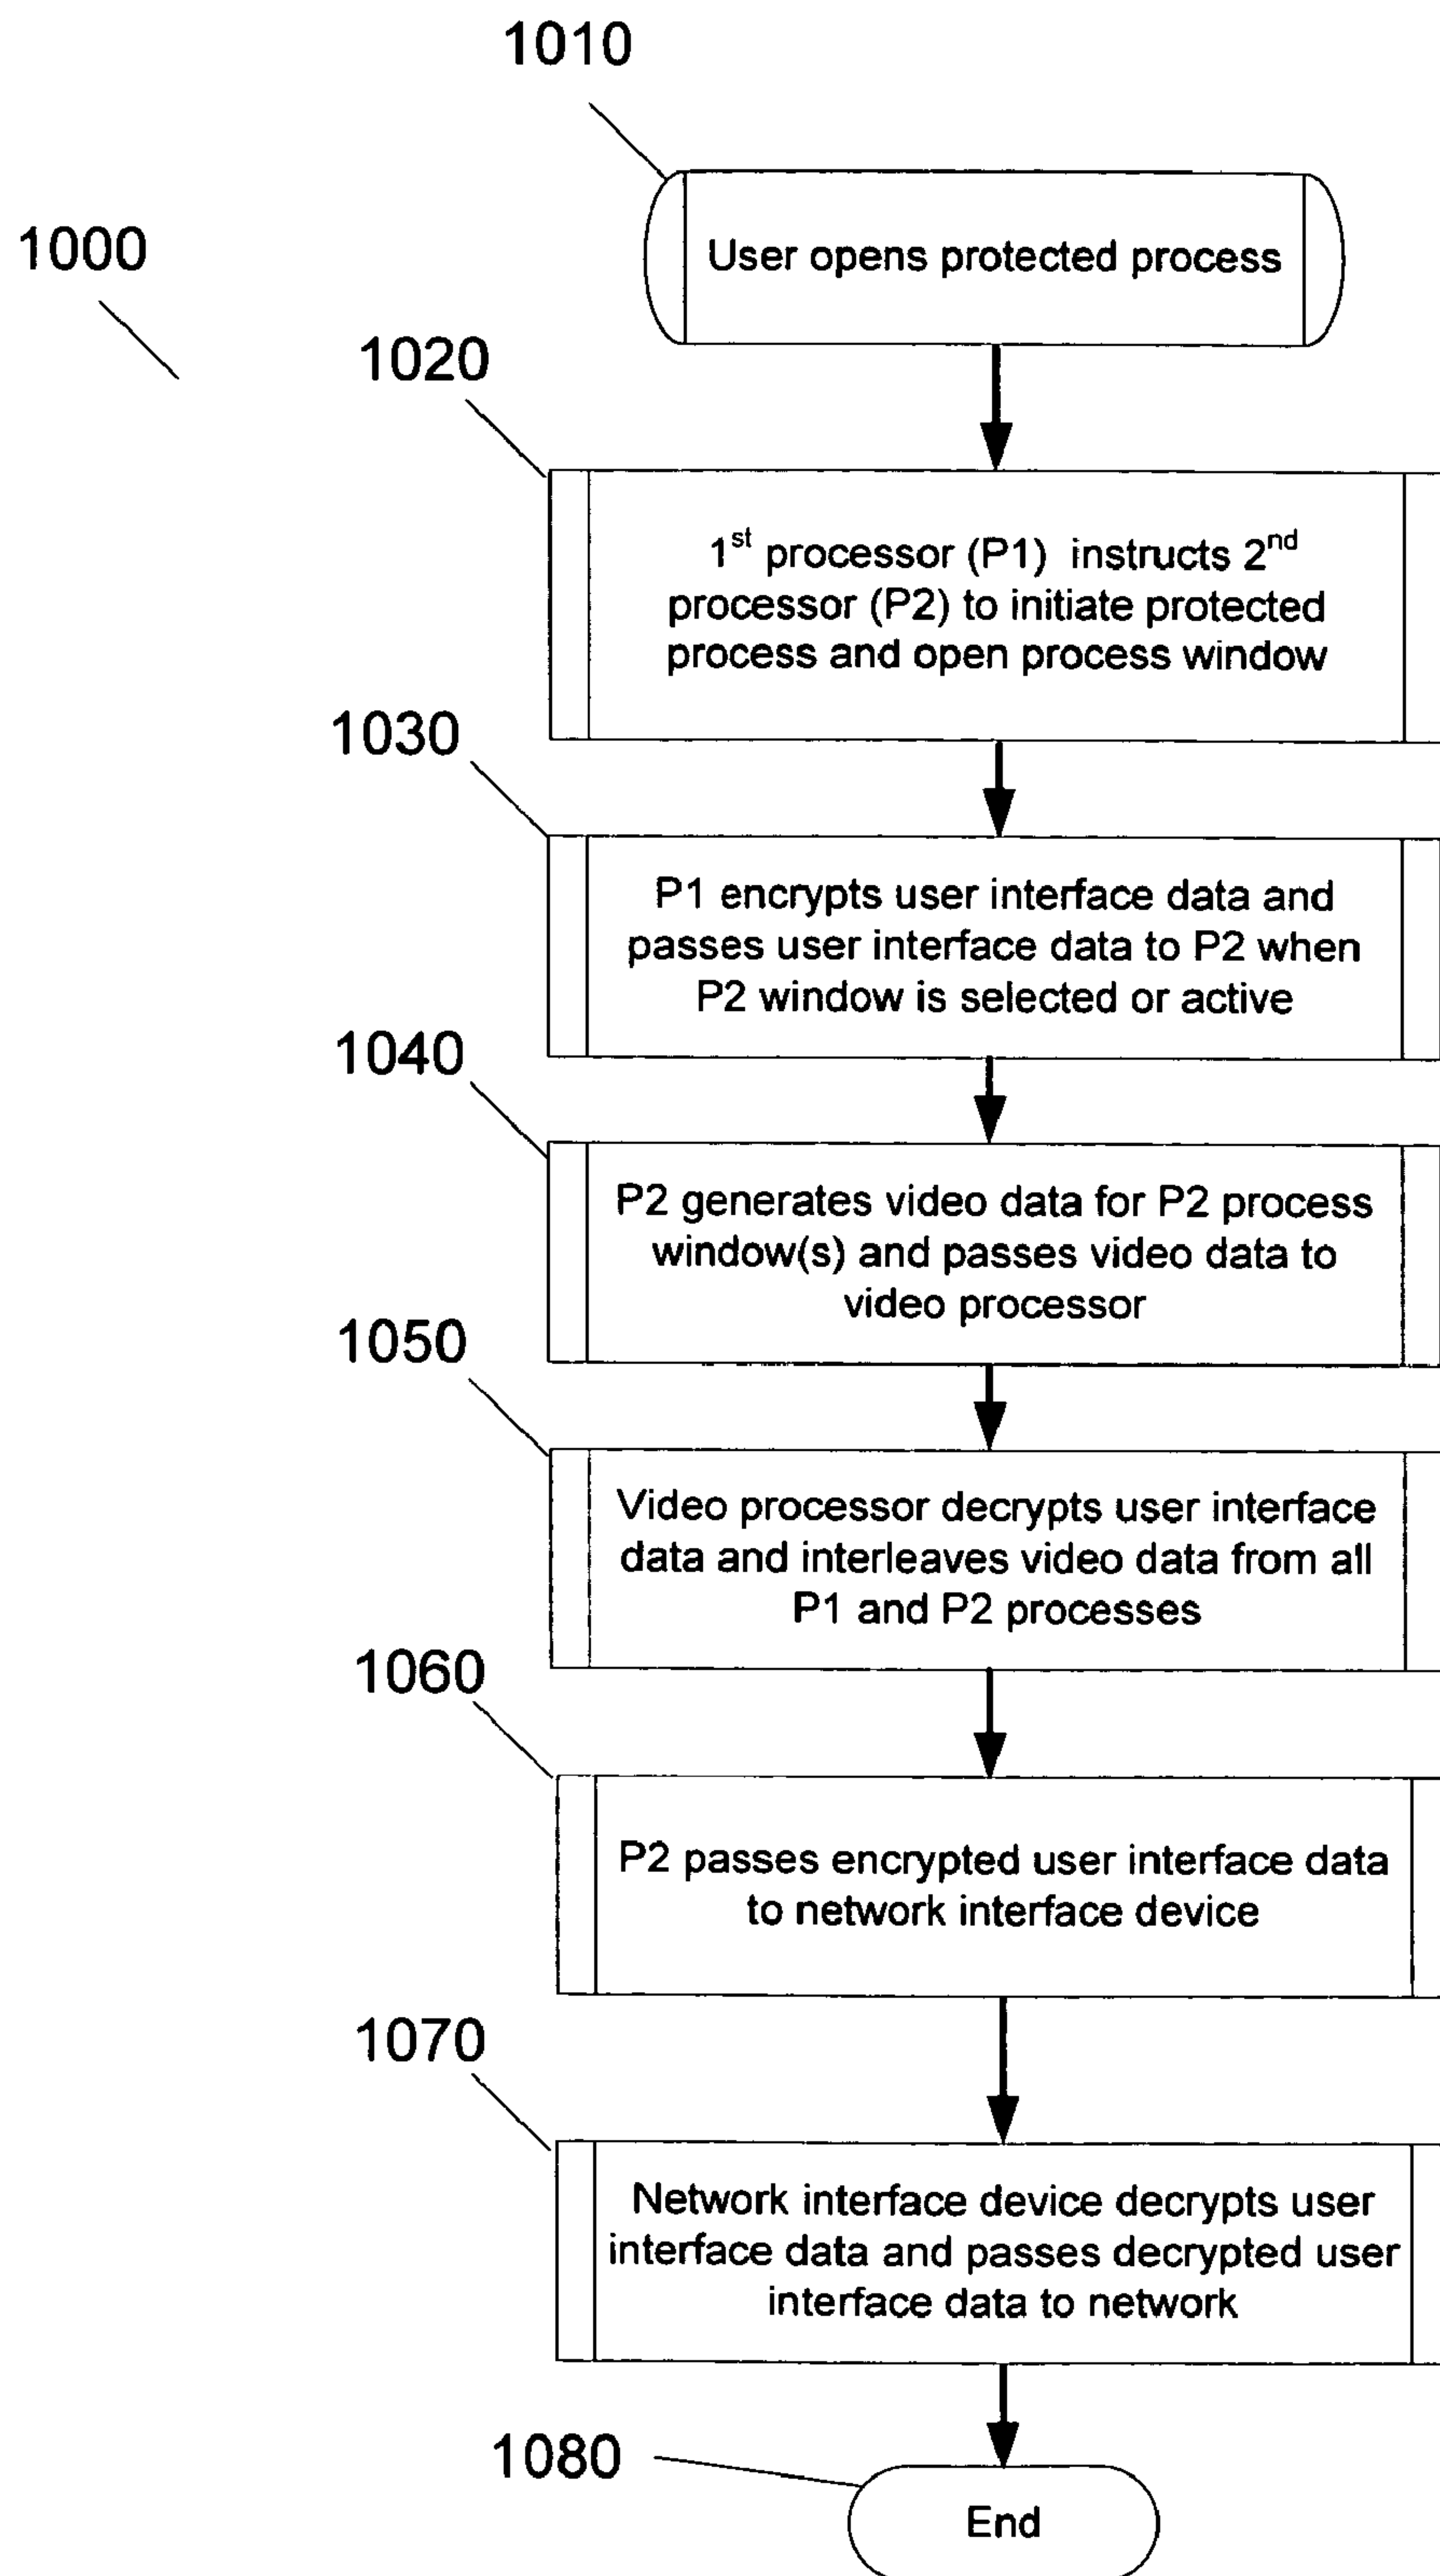 1010
User opens protected process
1000
1020
1st processor (P1) instructs 2nd
processor (P2) to initiate protected
process and open process window
1030
P1 encrypts user interface data and
passes user interface data to P2 when
P2 window is selected or active
1040
P2 generates video data for P2 process
window(s) and passes video data to
video processor
1050
Video processor decrypts user interface
data and interleaves video data from all
P1 and P2 processes
1060
P2 passes encrypted user interface data
to network interface device
1070
Network interface device decrypts user
interface data and passes decrypted user
interface data to network
1080
End